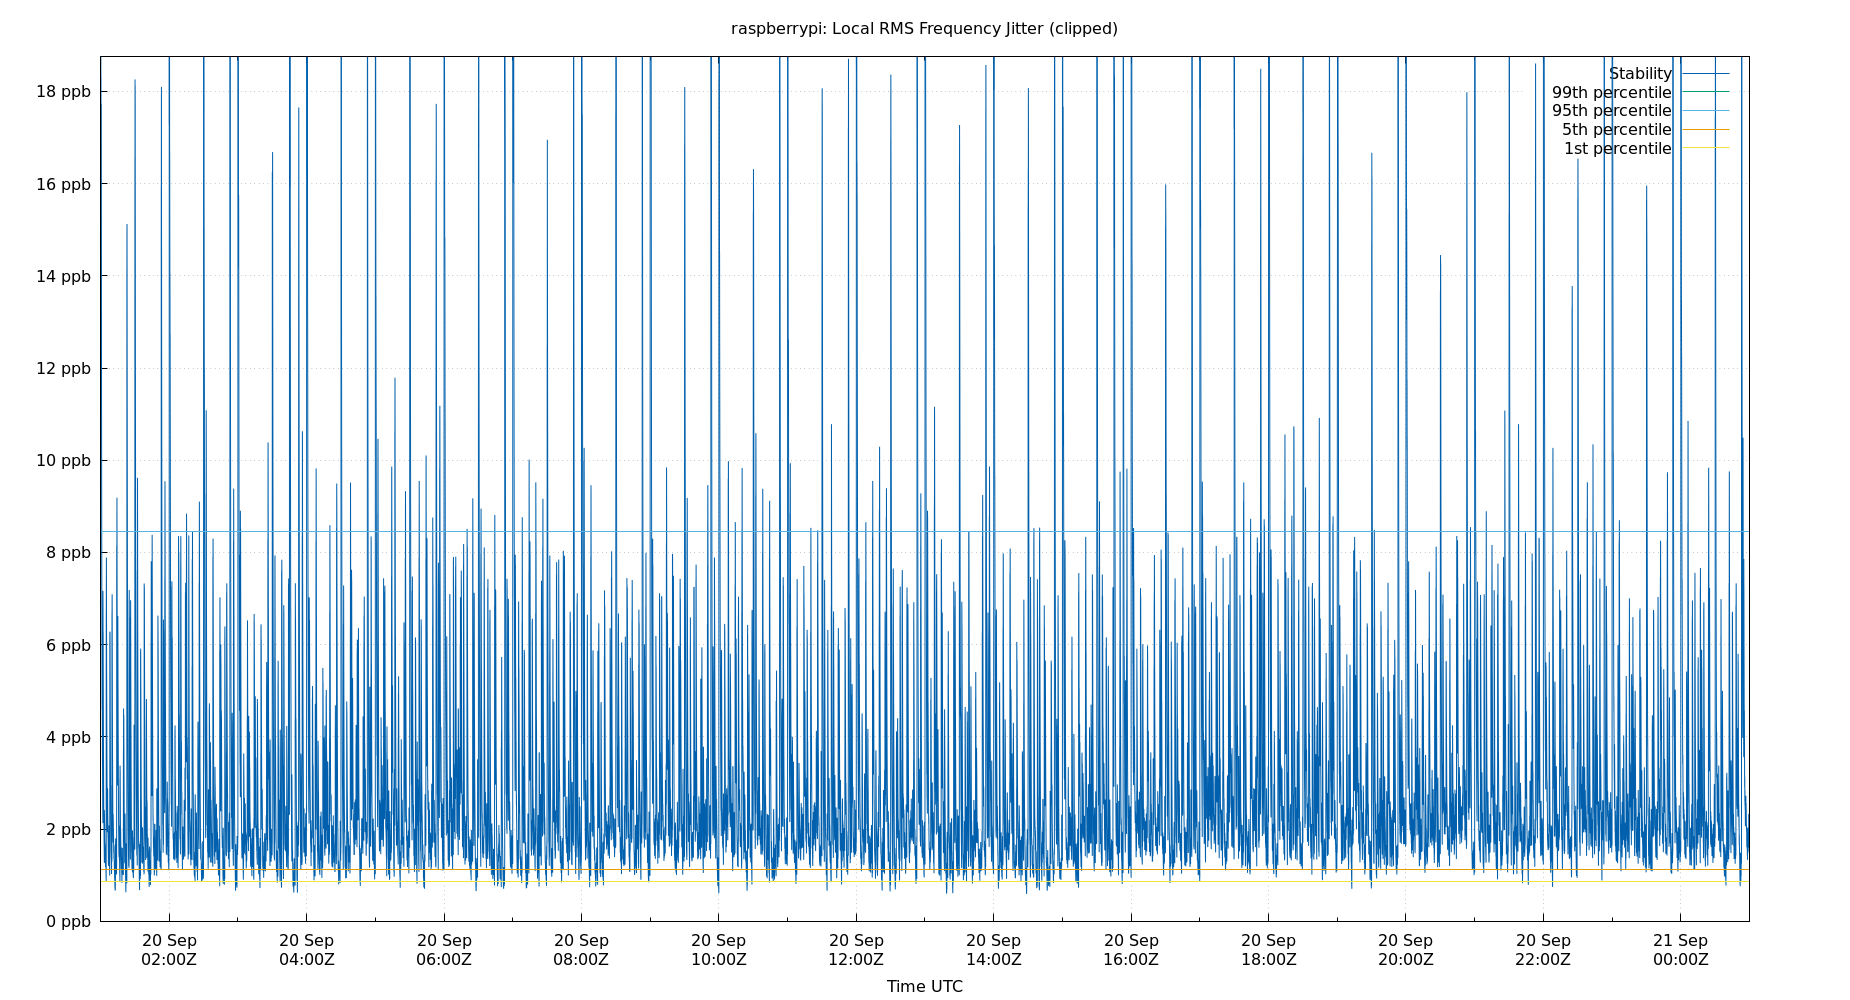 raspberrypi: Local RMS Frequency Jitter (clipped)
Stability
99th percentile
95th percentile
5th percentile
1st percentile
18 ppb
16 ppb
14 ppb
12 ppb
10 ppb
8 ppb
6 ppb
4 ppb
2 ppb
0 ppb
20 Sep 20 Sep 20 Sep 20 Sep 20 Sep 20 Sep 20 Sep 20 Sep 20 Sep 20 Sep 20 Sep 21 Sep
02:00Z 04:00Z 06:00Z 08:00Z 10:00Z 12:00Z 14:00Z 16:00Z 18:00Z 20:00Z 22:00Z 00:00Z
Time UTC